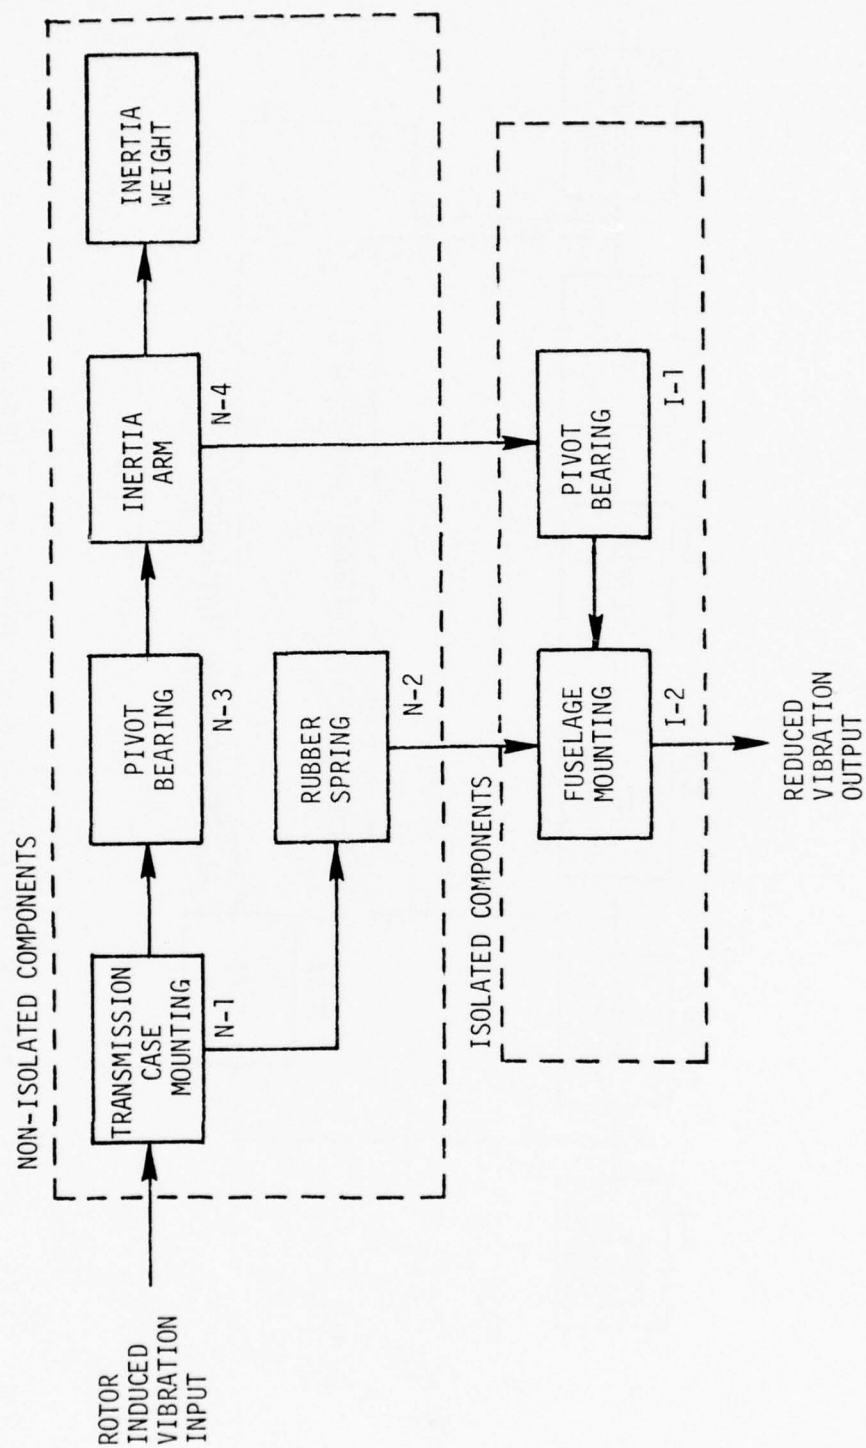 ROTOR
INDUCED
VIBRATION
INPUT
NON-ISOLATED COMPONENTS
TRANSMISSION
CASE
MOUNTING
N-1
PIVOT
BEARING
N-3
INERTIA
ARM
N-4
INERTIA
WEIGHT
RUBBER
SPRING
N-2
ISOLATED COMPONENTS
FUSELAGE
MOUNTING
I-2
PIVOT
BEARING
I-1
REDUCED
VIBRATION
OUTPUT